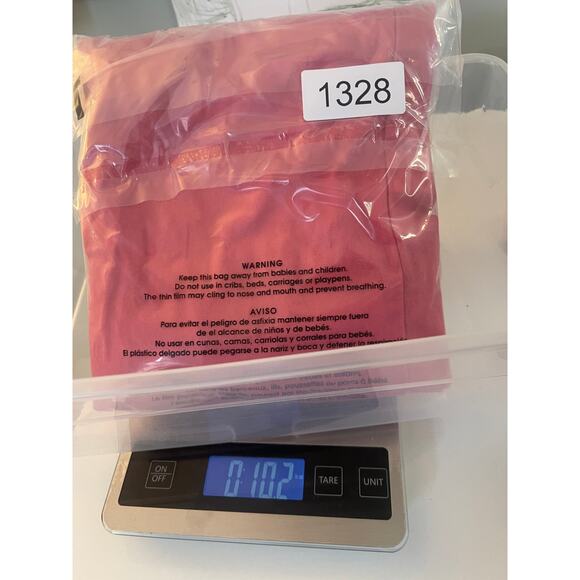 1328
WARNING
Keep this bag away from babies and children.
Do not use in cribs, beds, carriages or playpens.
The thin film may cling to nose and mouth and prevent breathing.
AVISO
Para evitar el peligro de asfixia mantener siempre fuera
de el alcance de niños y de bebés.
No usar en cunas, camas, carriolas y corrales para bebés.
El plástico delgado puede pegarse a la nariz y boca y detener la respiración
ON
OFF
0:10.2
TARE
UNIT